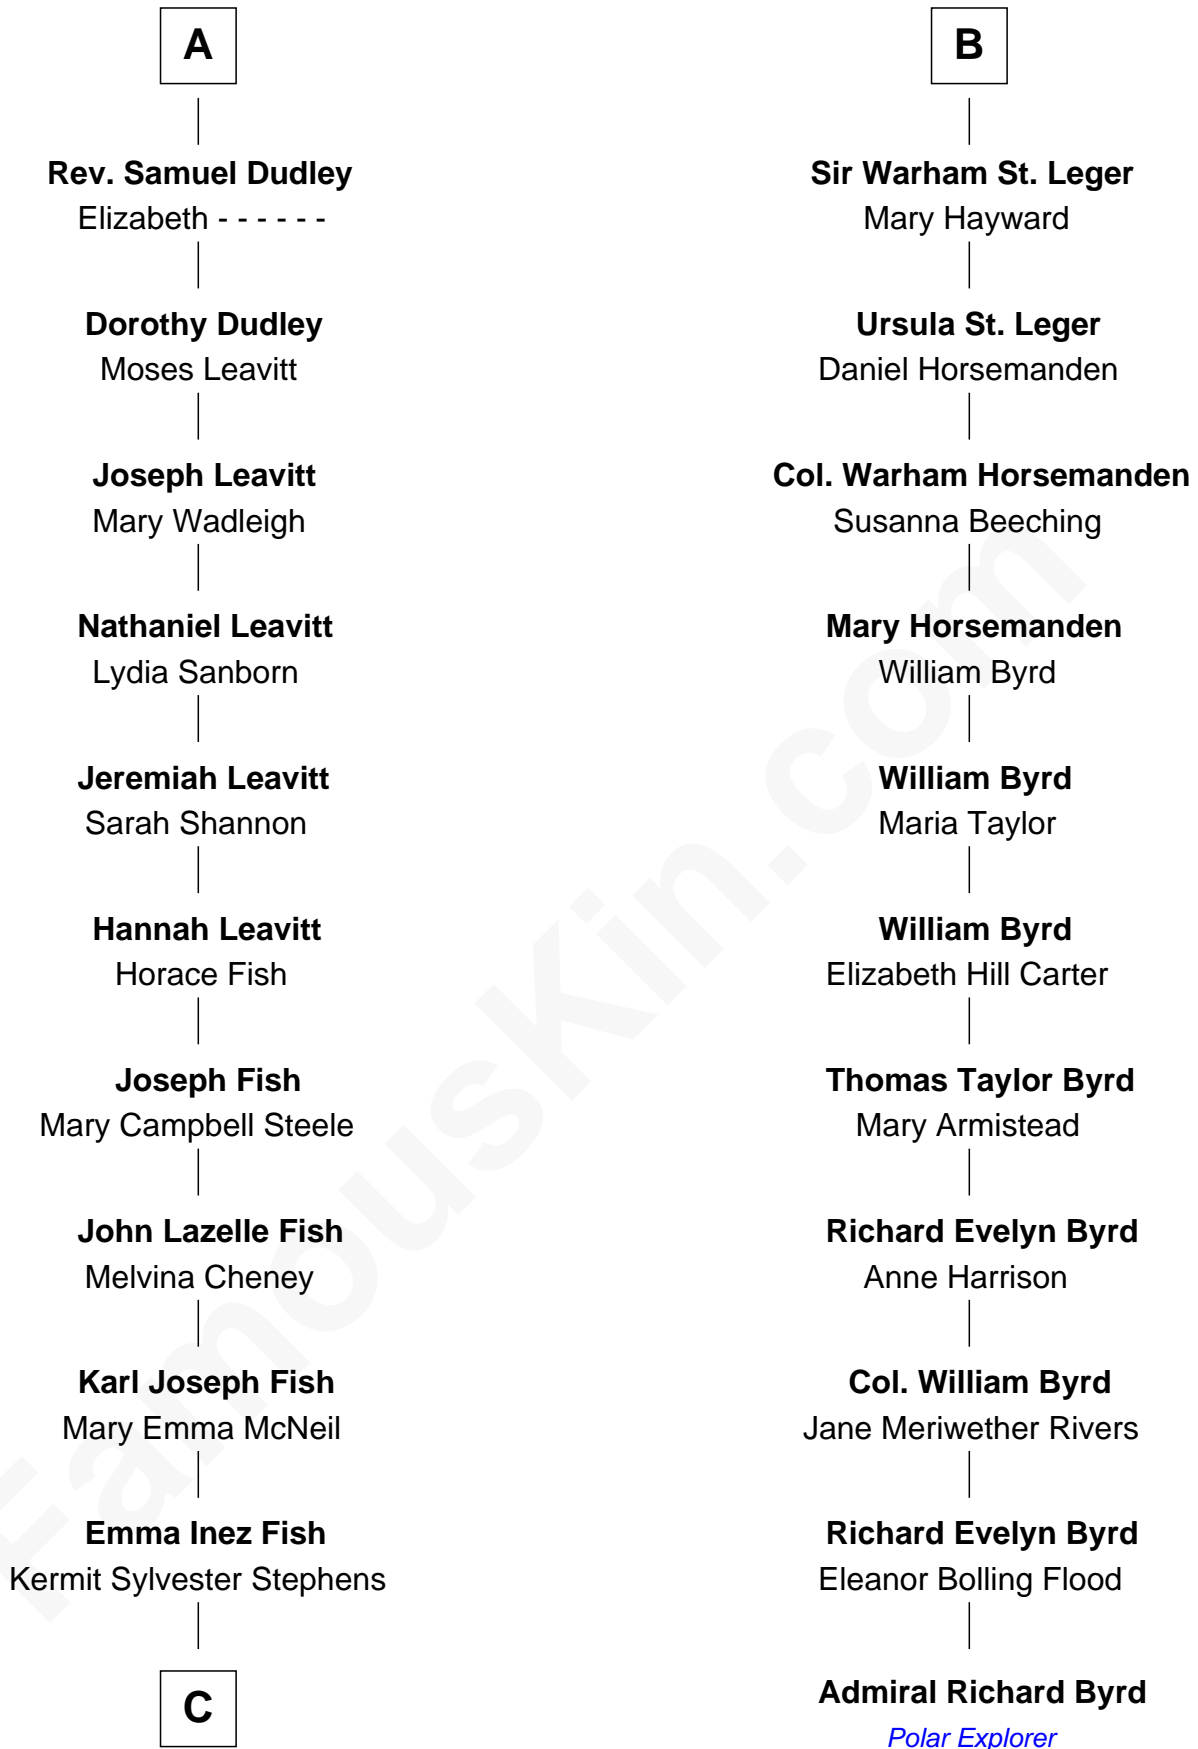 A
Rev. Samuel Dudley
Elizabeth - - - - - -
Dorothy Dudley
Moses Leavitt
Joseph Leavitt
Mary Wadleigh
Nathaniel Leavitt
Lydia Sanborn
Jeremiah Leavitt
Sarah Shannon
Hannah Leavitt
Horace Fish
Joseph Fish
Mary Campbell Steele
John Lazelle Fish
Melvina Cheney
Karl Joseph Fish
Mary Emma McNeil
Emma Inez Fish
Kermit Sylvester Stephens
C
B
Sir Warham St. Leger
Mary Hayward
Ursula St. Leger
Daniel Horsemanden
Col. Warham Horsemanden
Susanna Beeching
Mary Horsemanden
William Byrd
William Byrd
Maria Taylor
William Byrd
Elizabeth Hill Carter
Thomas Taylor Byrd
Mary Armistead
Richard Evelyn Byrd
Anne Harrison
Col. William Byrd
Jane Meriwether Rivers
Richard Evelyn Byrd
Eleanor Bolling Flood
Admiral Richard Byrd
Polar Explorer
FamousKin.com